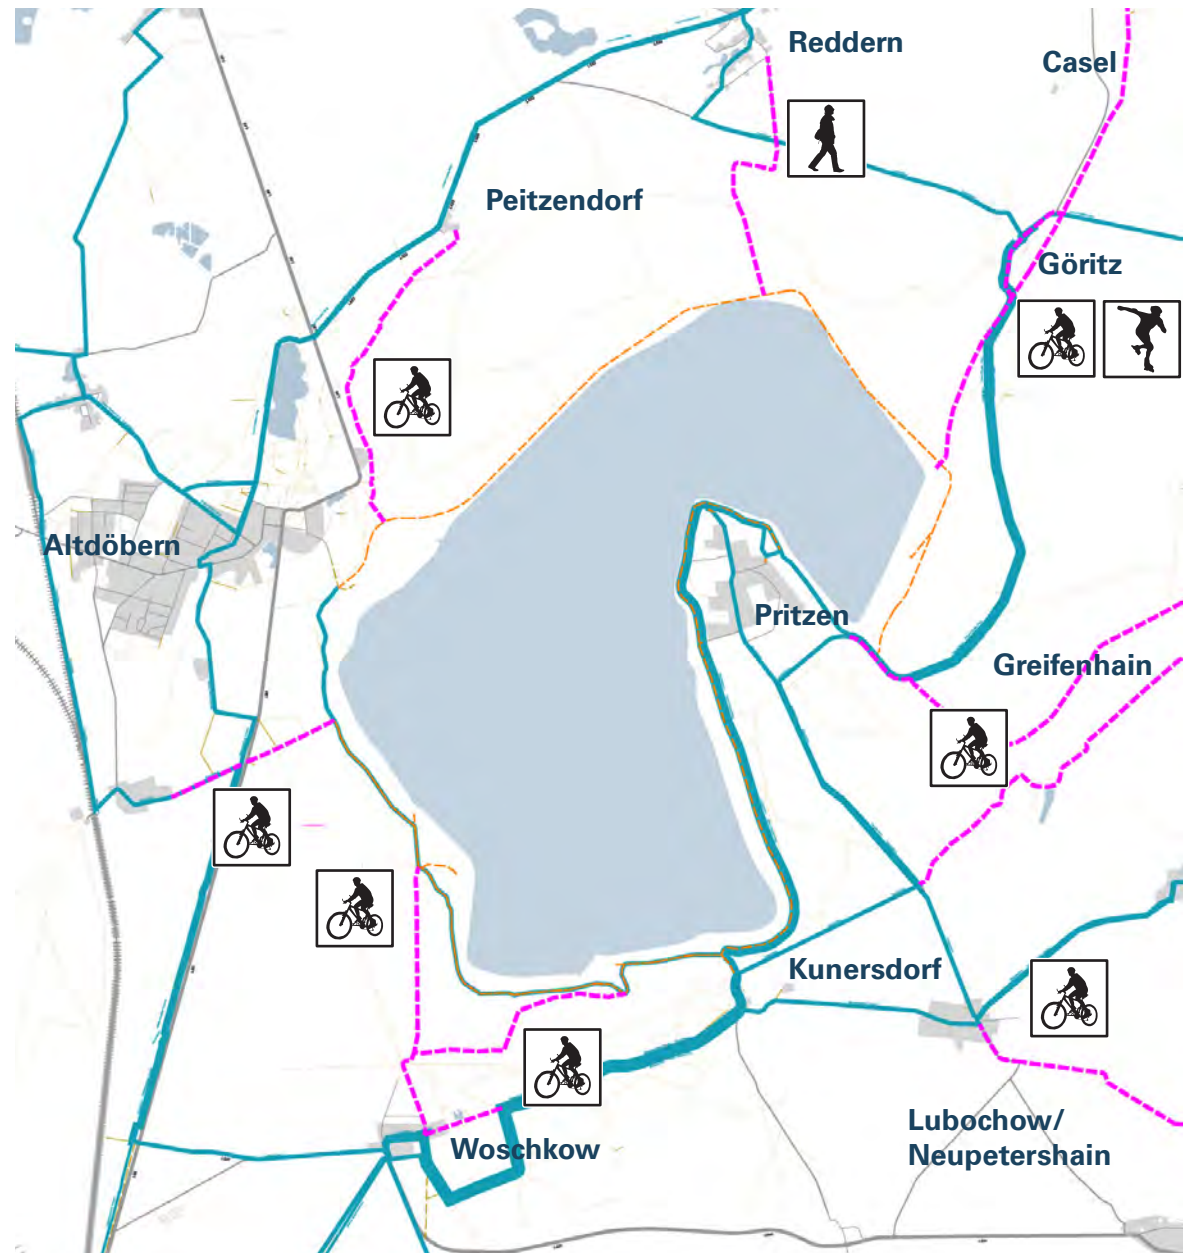 Reddern
Casel
Peitzendorf
Göritz
Altdöbern
Pritzen
Greifenhain
Kunersdorf
Lubochow/
Neupetershain
Woschkow